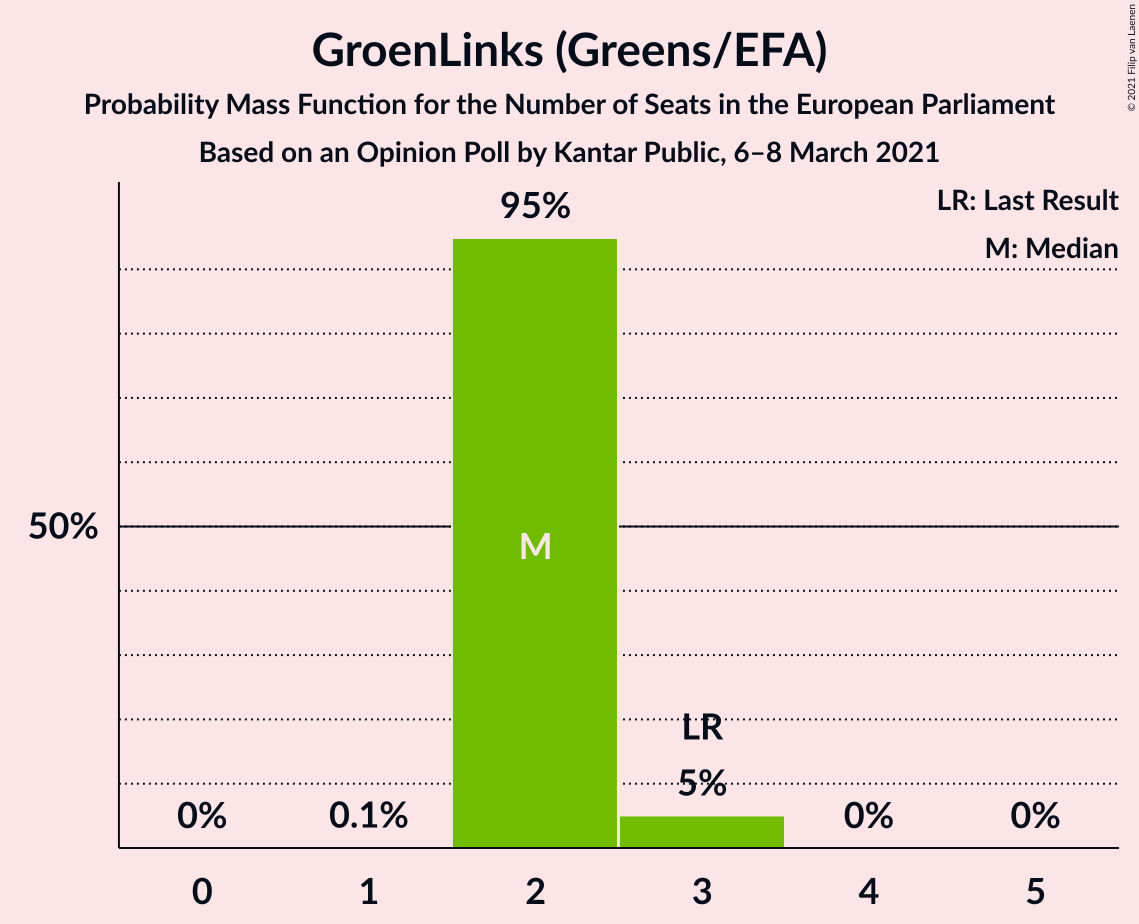 GroenLinks (Greens/EFA)
Probability Mass Function for the Number of Seats in the European Parliament
Based on an Opinion Poll by Kantar Public, 6–8 March 2021
© 2021 Filip van Laenen
LR: Last Result
M: Median
95%
50%
M
LR
5%
0%
0.1%
0%
0%
0
1
2
3
4
5